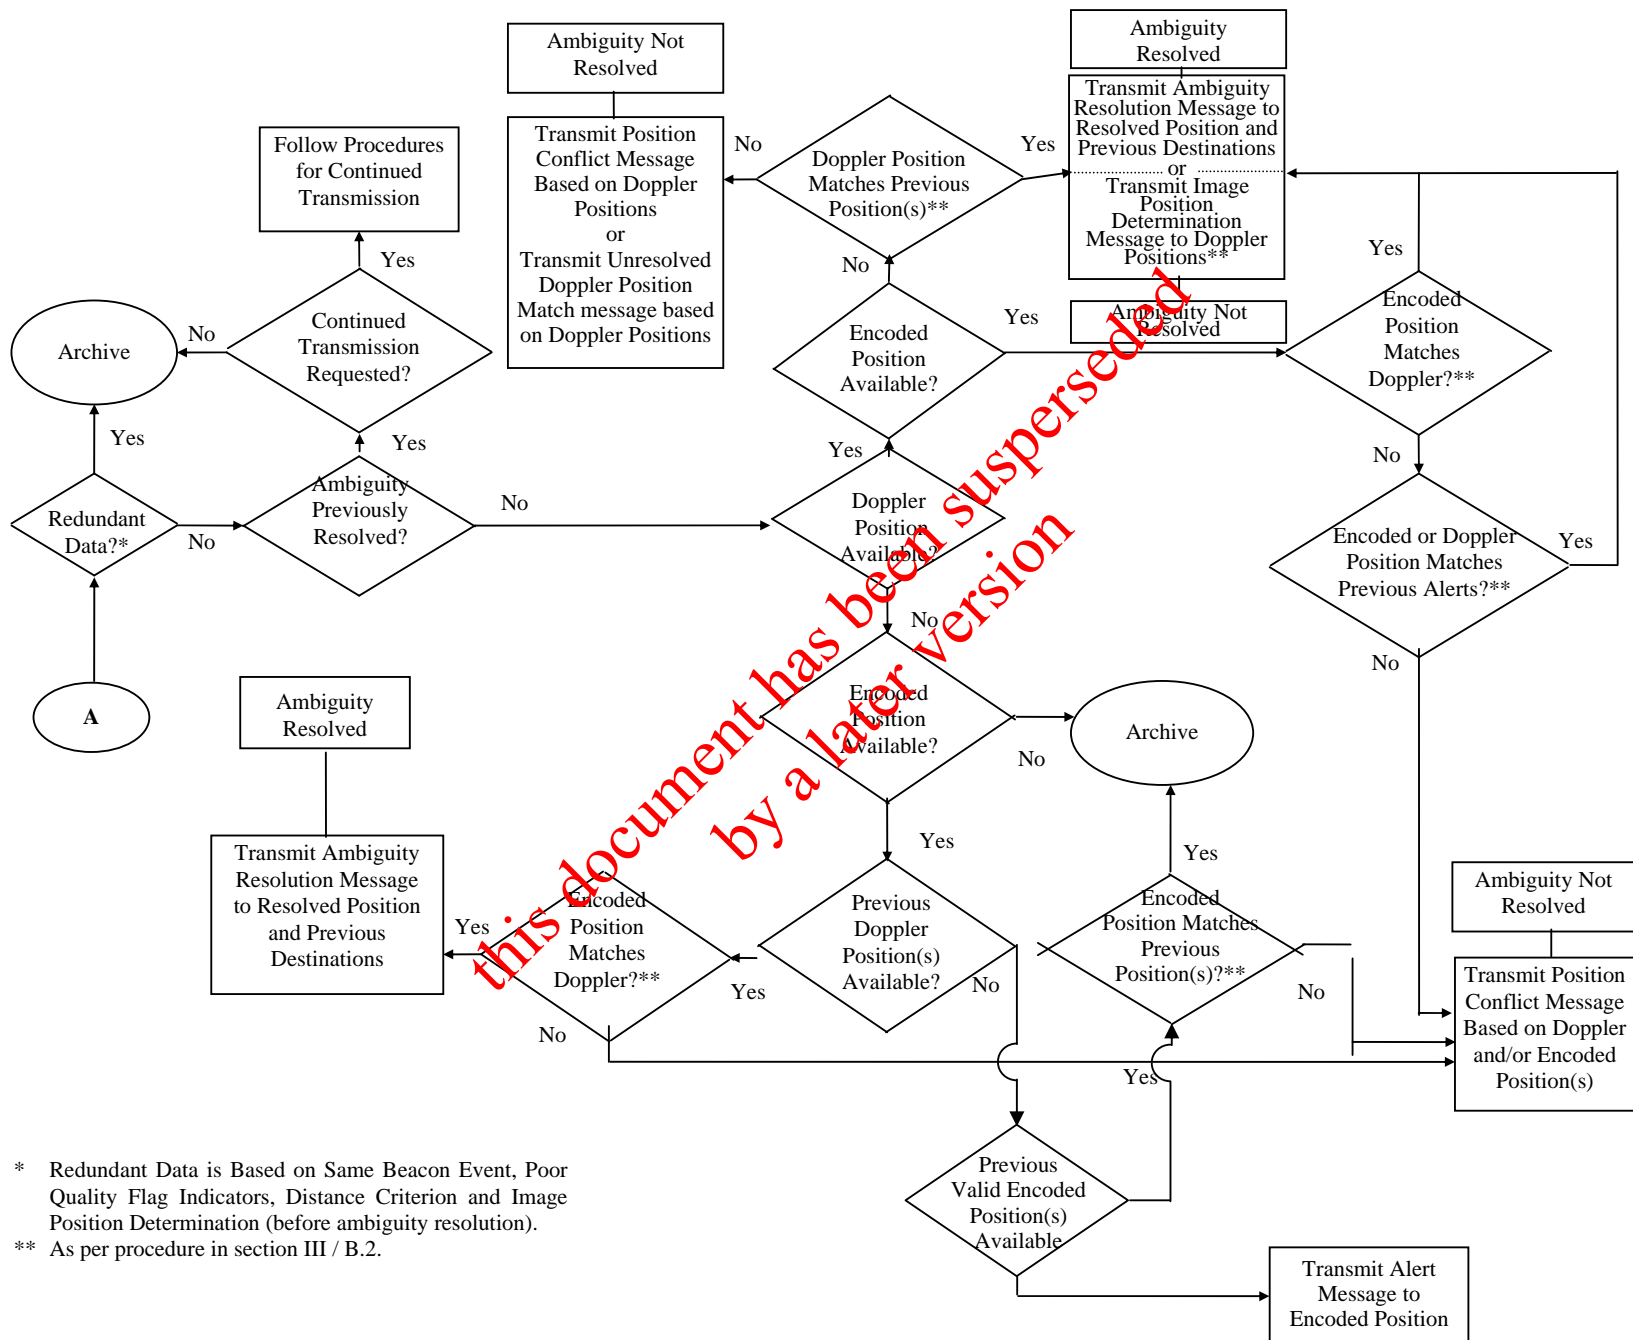 Ambiguity Not
Resolved
Ambiguity
Resolved
Transmit Position
Conflict Message
Based on Doppler
Positions
or
Transmit Unresolved
Doppler Position
Match message based
on Doppler Positions
No
Doppler Position
Matches Previous
Position(s)**
Yes
Transmit Ambiguity
Resolution Message to
Resolved Position and
Previous Destinations
or
Transmit Image
Position
Determination
Message to Doppler
Positions**
Ambiguity Not
Resolved
Follow Procedures
for Continued
Transmission
Yes
Archive
No
Continued
Transmission
Requested?
No
Encoded
Position
Available?
Yes
Yes
Encoded
Position
Matches
Doppler?**
Yes
Yes
Yes
No
Redundant
Data?*
No
Ambiguity
Previously
Resolved?
No
Doppler
Position
Available?
Encoded or Doppler
Position Matches
Previous Alerts?**
Yes
No
No
A
Ambiguity
Resolved
Encoded
Position
Available?
No
Archive
Yes
Yes
Transmit Ambiguity
Resolution Message
to Resolved Position
and Previous
Destinations
Yes
Encoded
Position
Matches
Doppler?**
Yes
No
Previous
Doppler
Position(s)
Available?
No
Encoded
Position Matches
Previous
Position(s)?**
No
Ambiguity Not
Resolved
Transmit Position
Conflict Message
Based on Doppler
and/or Encoded
Position(s)
Yes
Previous
Valid Encoded
Position(s)
Available
Transmit Alert
Message to
Encoded Position
* Redundant Data is Based on Same Beacon Event, Poor
Quality Flag Indicators, Distance Criterion and Image
Position Determination (before ambiguity resolution).
** As per procedure in section III / B.2.
this document has been suspersed­ed
by a later version